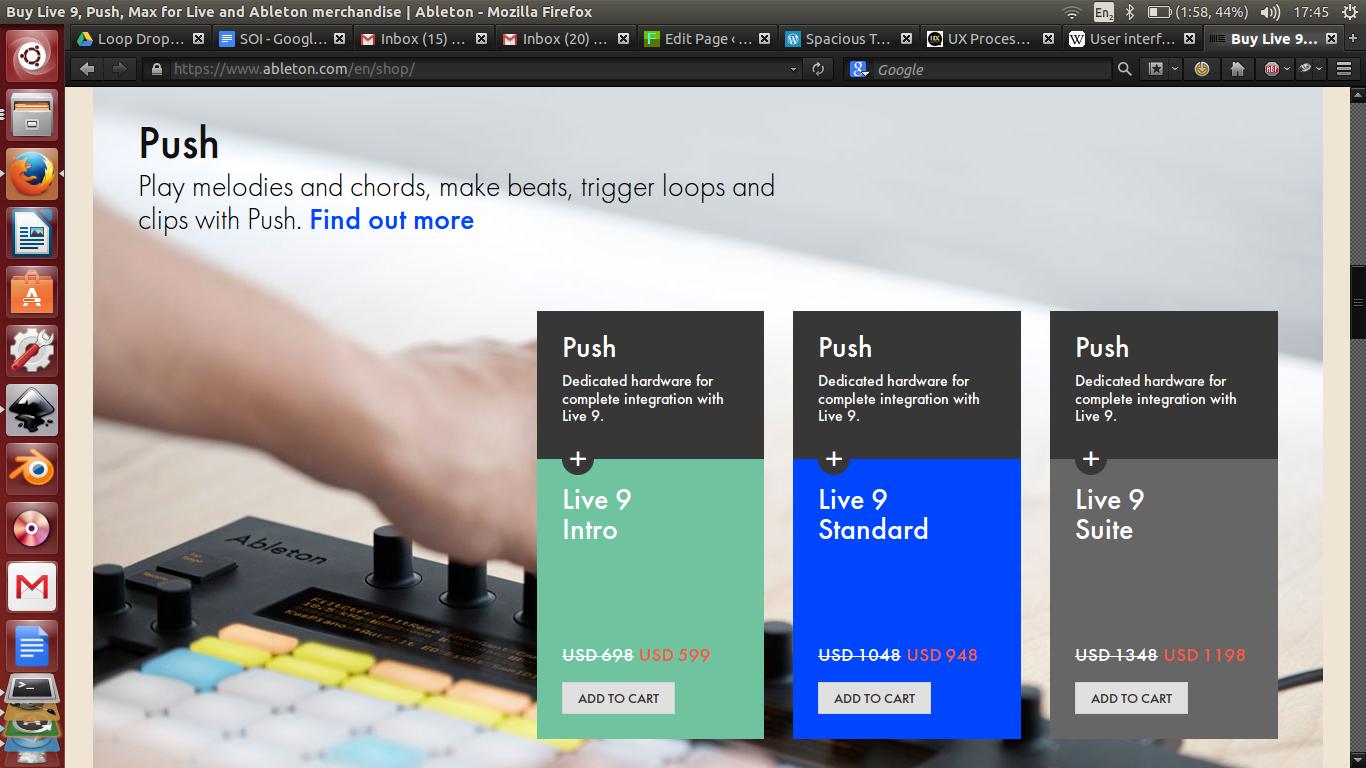 Buy Live 9, Push, Max for Live and Ableton merchandise | Ableton - Mozilla Firefox
En2
(1:58, 44%)
17:45
Loop Drop...
SOI - Googl...
Inbox (15) ...
Inbox (20) ...
Edit Page ‹ ...
Spacious T...
UX Proces...
User interf...
Buy Live 9...
https://www.ableton.com/en/shop/
Google
ABP
Push
Play melodies and chords, make beats, trigger loops and
clips with Push. Find out more
Push
Dedicated hardware for
complete integration with
Live 9.
+
Live 9
Intro
USD 698 USD 599
ADD TO CART
Push
Dedicated hardware for
complete integration with
Live 9.
+
Live 9
Standard
USD 1048 USD 948
ADD TO CART
Push
Dedicated hardware for
complete integration with
Live 9.
+
Live 9
Suite
USD 1348 USD 1198
ADD TO CART
Ableton